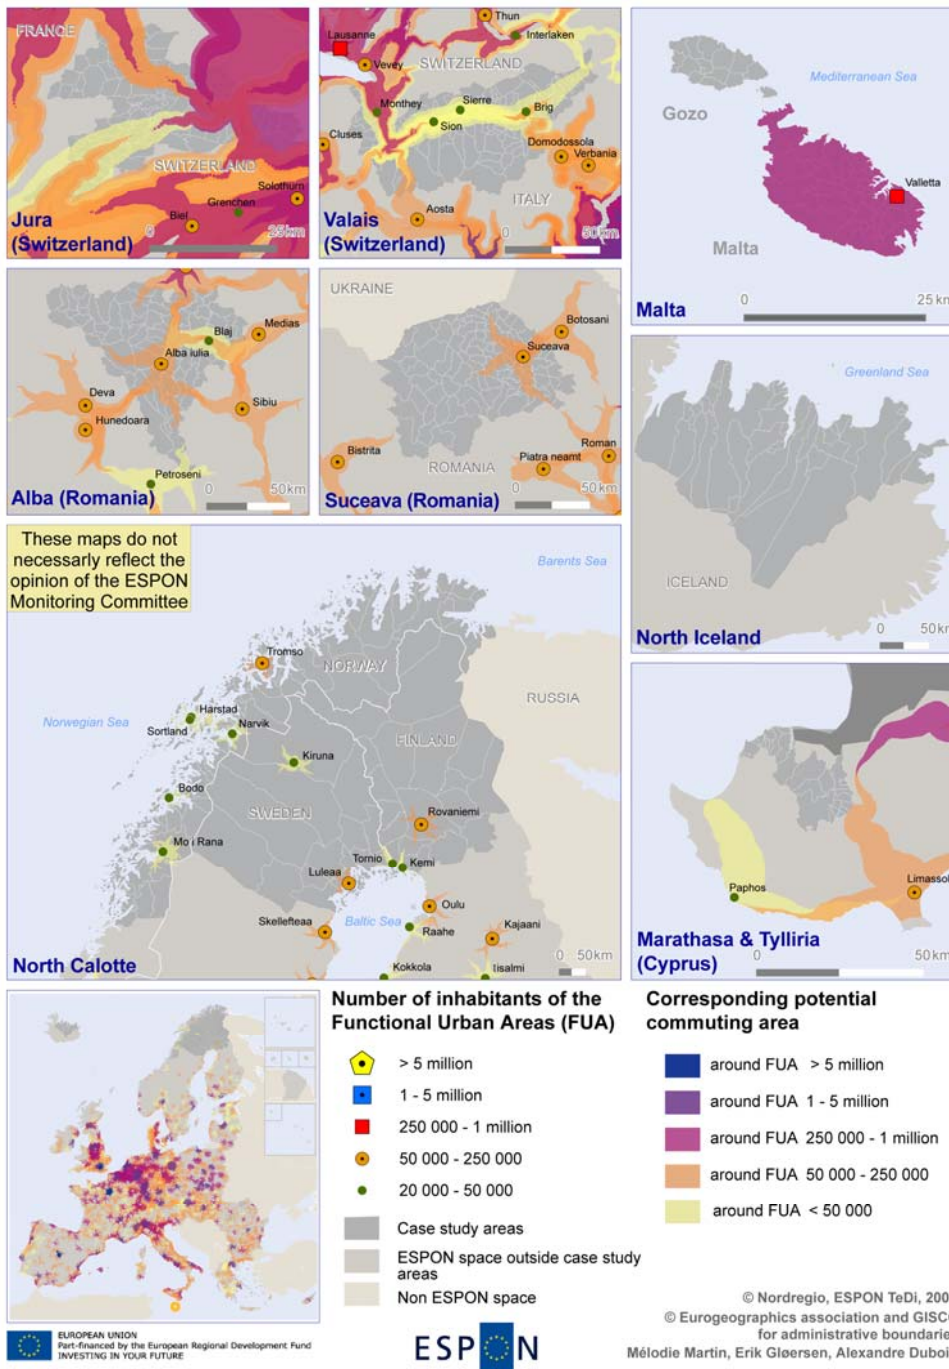 FRANCE
SWITZERLAND
Solothurn
Grenchen
Biel
Jura
(Switzerland)
0 25km
Thun
Lausanne
Interlaken
Vevey
SWITZERLAND
Monthey
Sierre
Brig
Sion
Cluses
Domodossola
Verbania
ITALY
Aosta
Valais
(Switzerland)
0 50km
Mediterranean Sea
Gozo
Valletta
Malta
0 25 km
Malta
Medias
Blaj
Alba iulia
Deva
Sibiu
Hunedoara
Petroseni
0 50km
Alba (Romania)
UKRAINE
Botosani
Suceava
Bistrita
ROMANIA
Roman
Piatra neamt
0 50km
Suceava (Romania)
Greenland Sea
ICELAND
0 50km
North Iceland
These maps do not
necessarly reflect the
opinion of the ESPON
Monitoring Committee
Barents Sea
Tromso
NORWAY
RUSSIA
Norwegian Sea
Harstad
Sortland
Narvik
FINLAND
Kiruna
Bodo
SWEDEN
Rovaniemi
Mo i Rana
Tornio
Kemi
Luleaa
Oulu
Skellefteaa
Baltic Sea
Kajaani
Raahe
Kokkola
Iisalmi
0 50km
North Calotte
Paphos
Limassol
Marathasa & Tylliria
(Cyprus)
0 50km
Number of inhabitants of the
Functional Urban Areas (FUA)
> 5 million
1 - 5 million
250 000 - 1 million
50 000 - 250 000
20 000 - 50 000
Case study areas
ESPON space outside case study
areas
Non ESPON space
Corresponding potential
commuting area
around FUA > 5 million
around FUA 1 - 5 million
around FUA 250 000 - 1 million
around FUA 50 000 - 250 000
around FUA < 50 000
© Nordregio, ESPON TeDi, 200
© Eurogeographics association and GISC
for administrative boundarie
Mélodie Martin, Erik Gløersen, Alexandre Dubo
EUROPEAN UNION
Part-financed by the European Regional Development Fund
INVESTING IN YOUR FUTURE
ESPON